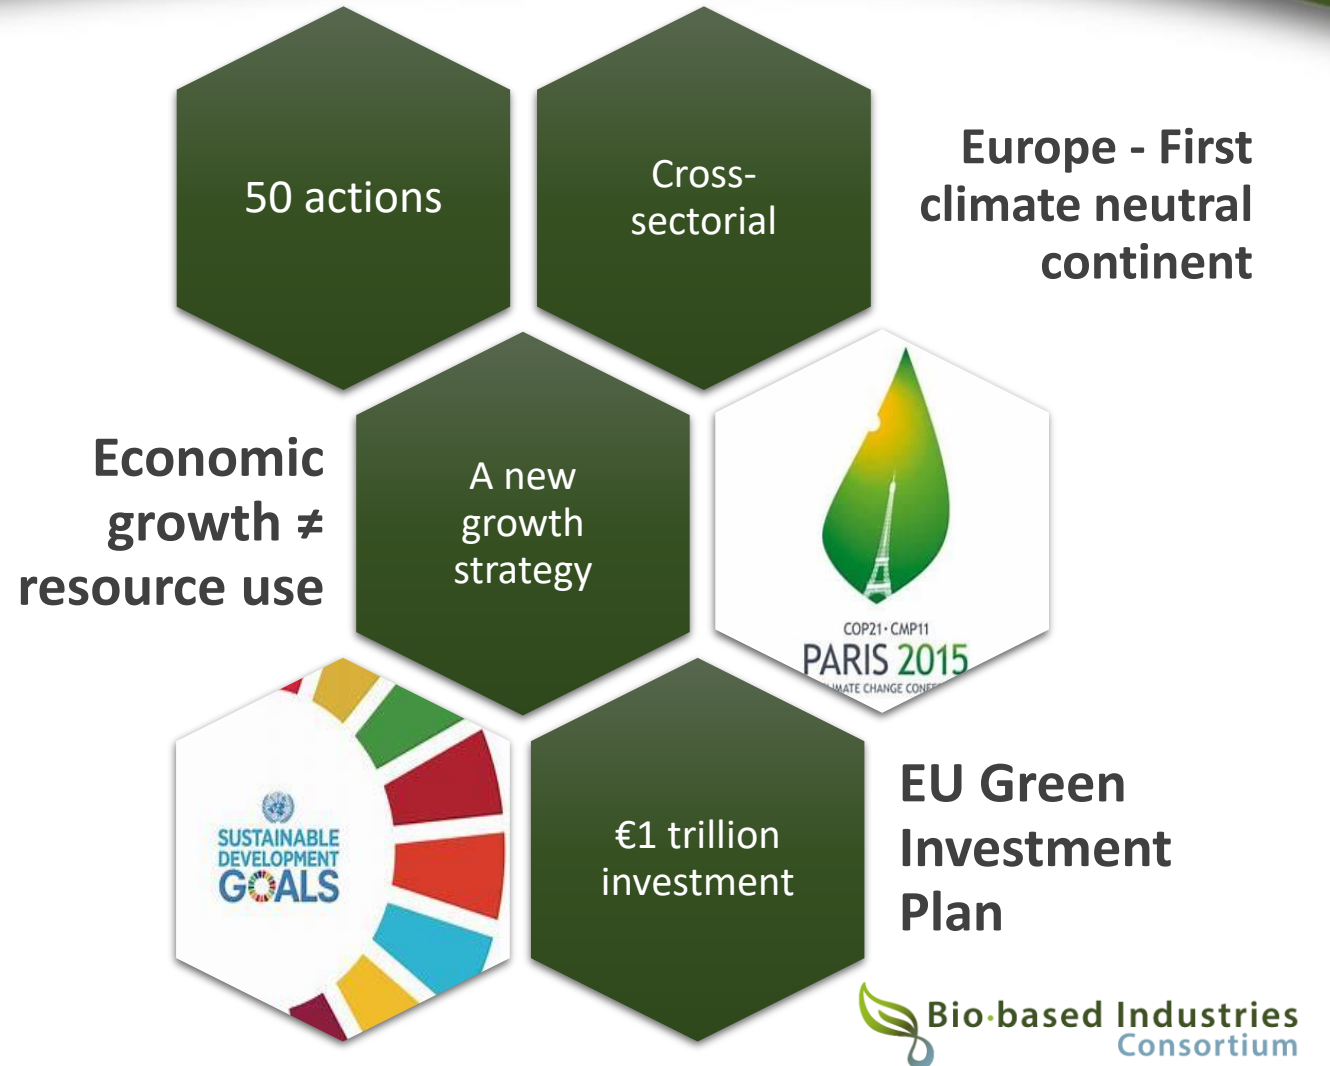 50 actions
Cross-
sectorial
Europe - First
climate neutral
continent
Economic
growth ≠
resource use
A new
growth
strategy
COP21 · CMP11
PARIS 2015
CHANGE
SUSTAINABLE
DEVELOPMENT
GOALS
€1 trillion
investment
EU Green
Investment
Plan
Bio·based Industries
Consortium